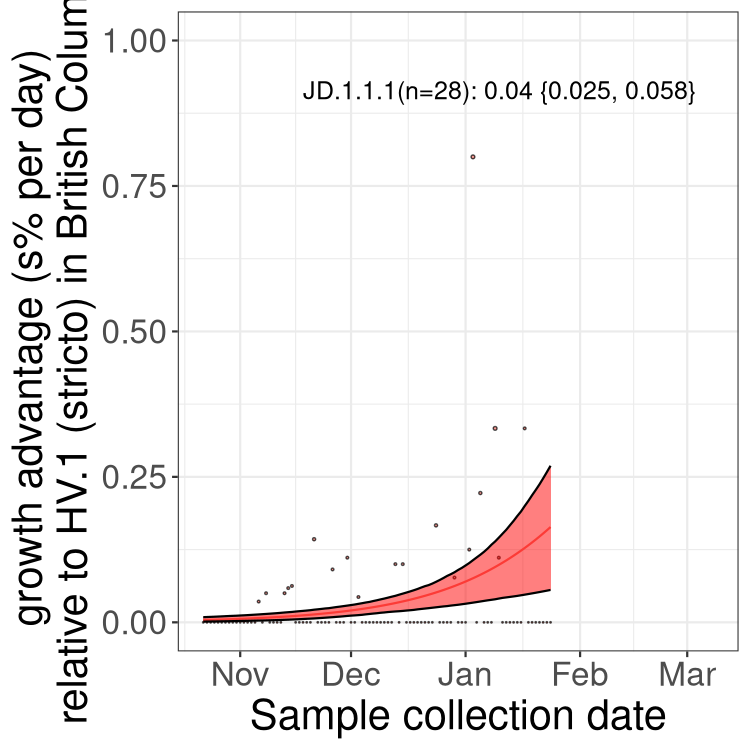 growth advantage (s% per day)
relative to HV.1 (stricto) in British Colum
1.00
0.75
0.50
0.25
0.00
JD.1.1.1(n=28): 0.04 {0.025, 0.058}
Nov Dec Jan Feb Mar
Sample collection date